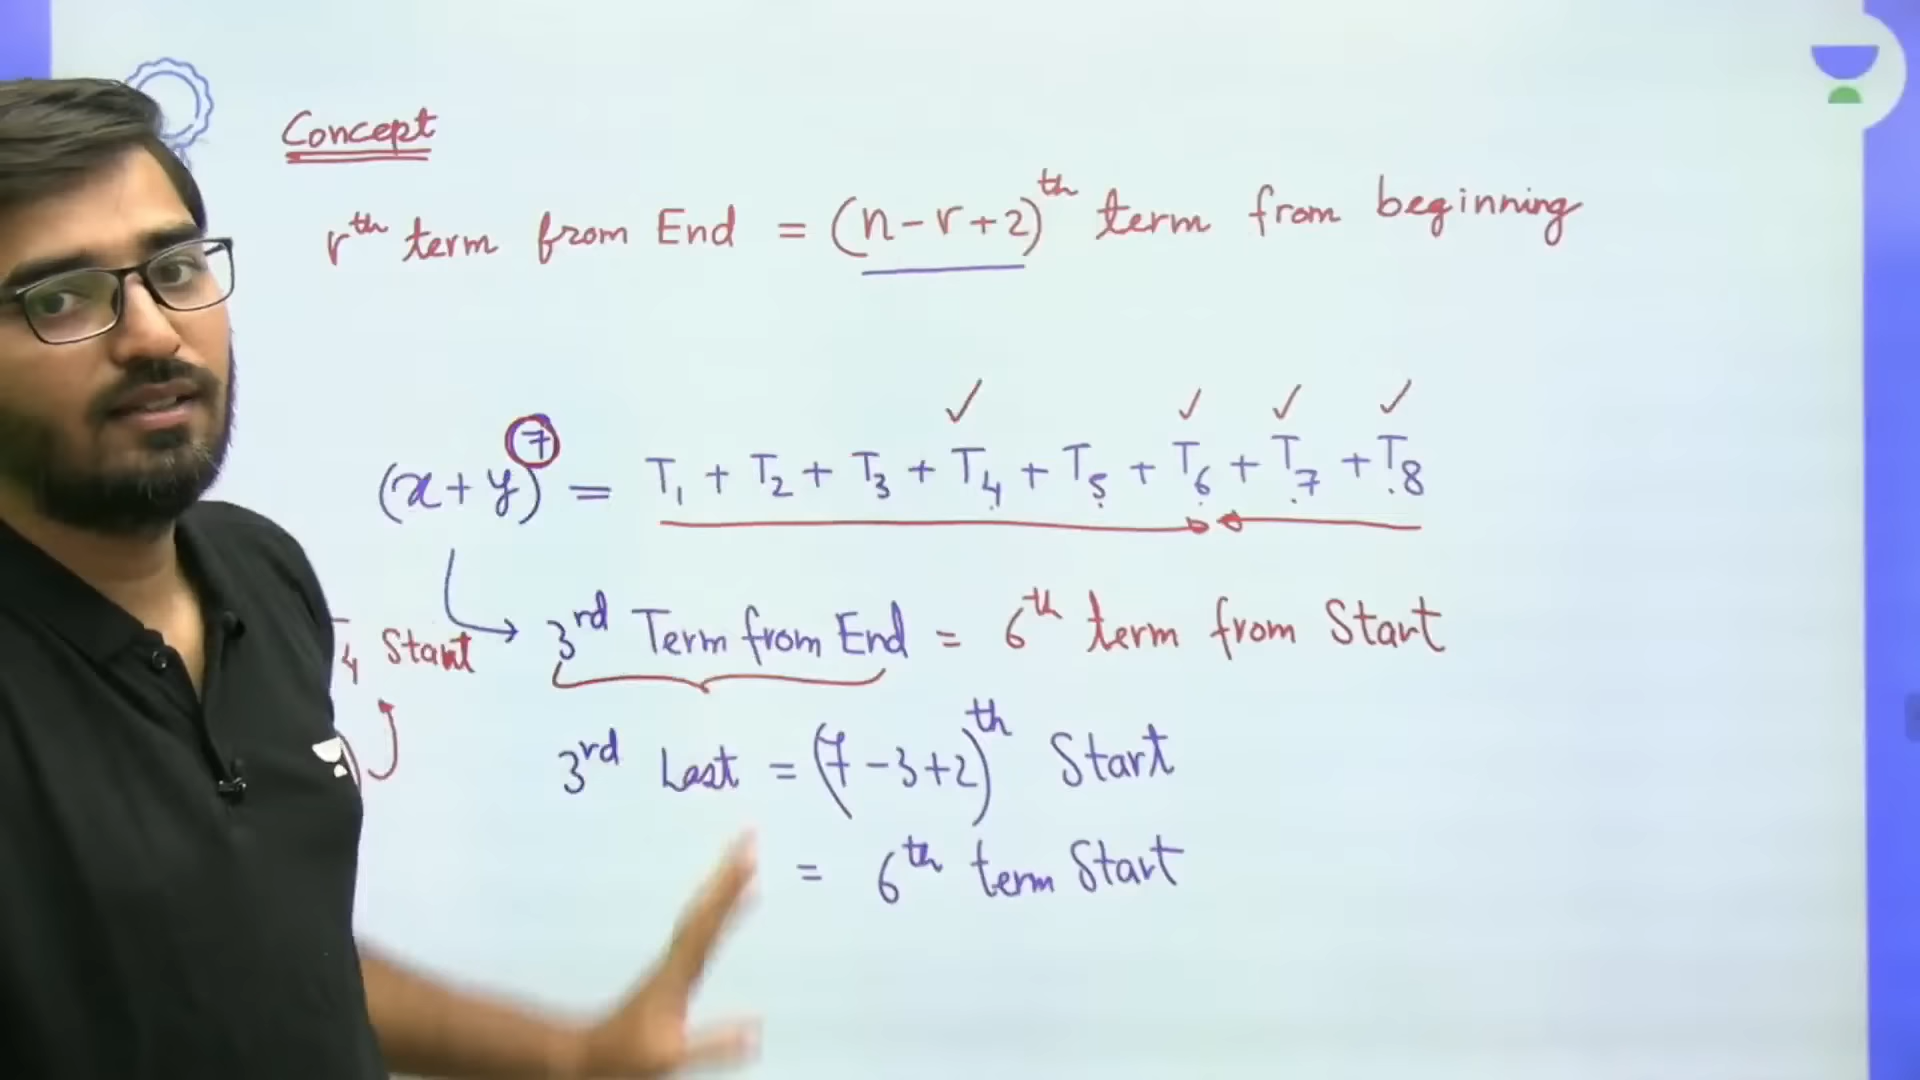 Concept
rth term from End = (n-r+2)th term from beginning
(x+y)7 = T1 + T2 + T3 + T4 + T5 + T6 + T7 + T8
4 Start
3rd Term from End = 6th term from Start
3rd Last = (7-3+2)th Start
= 6th term Start